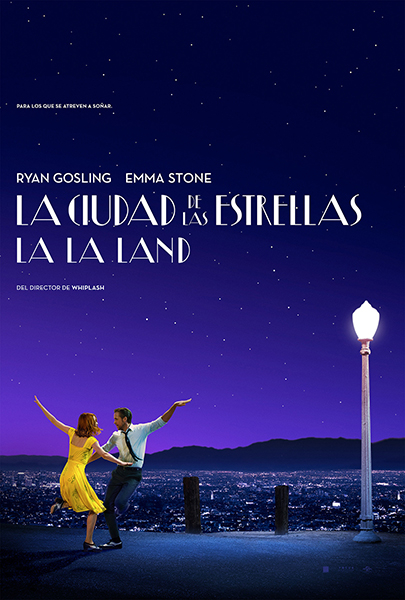 PARA LOS QUE SE ATREVEN A SOÑAR.
RYAN GOSLING EMMA STONE
LA CIUDAD DE LAS ESTRELLAS
LA LA LAND
DEL DIRECTOR DE WHIPLASH